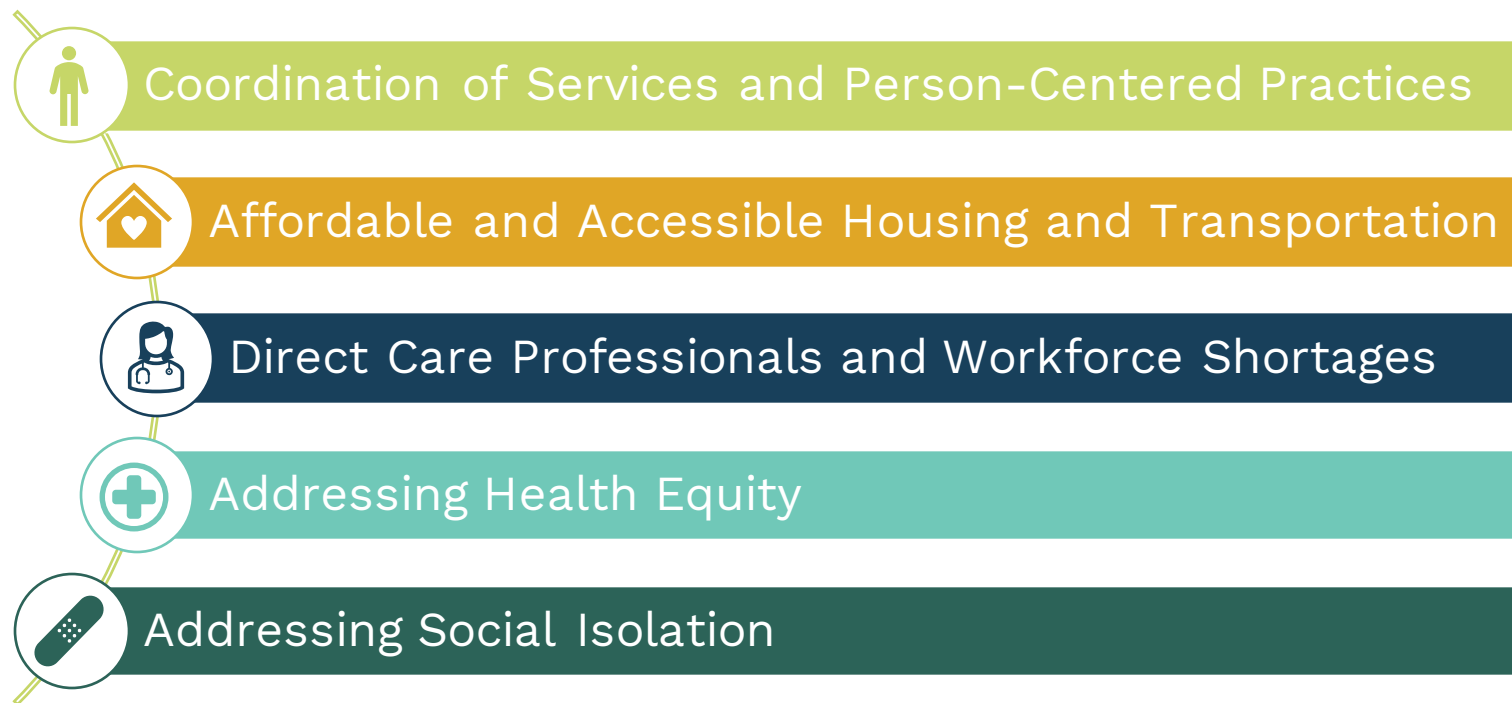 Coordination of Services and Person-Centered Practices
Affordable and Accessible Housing and Transportation
Direct Care Professionals and Workforce Shortages
Addressing Health Equity
Addressing Social Isolation